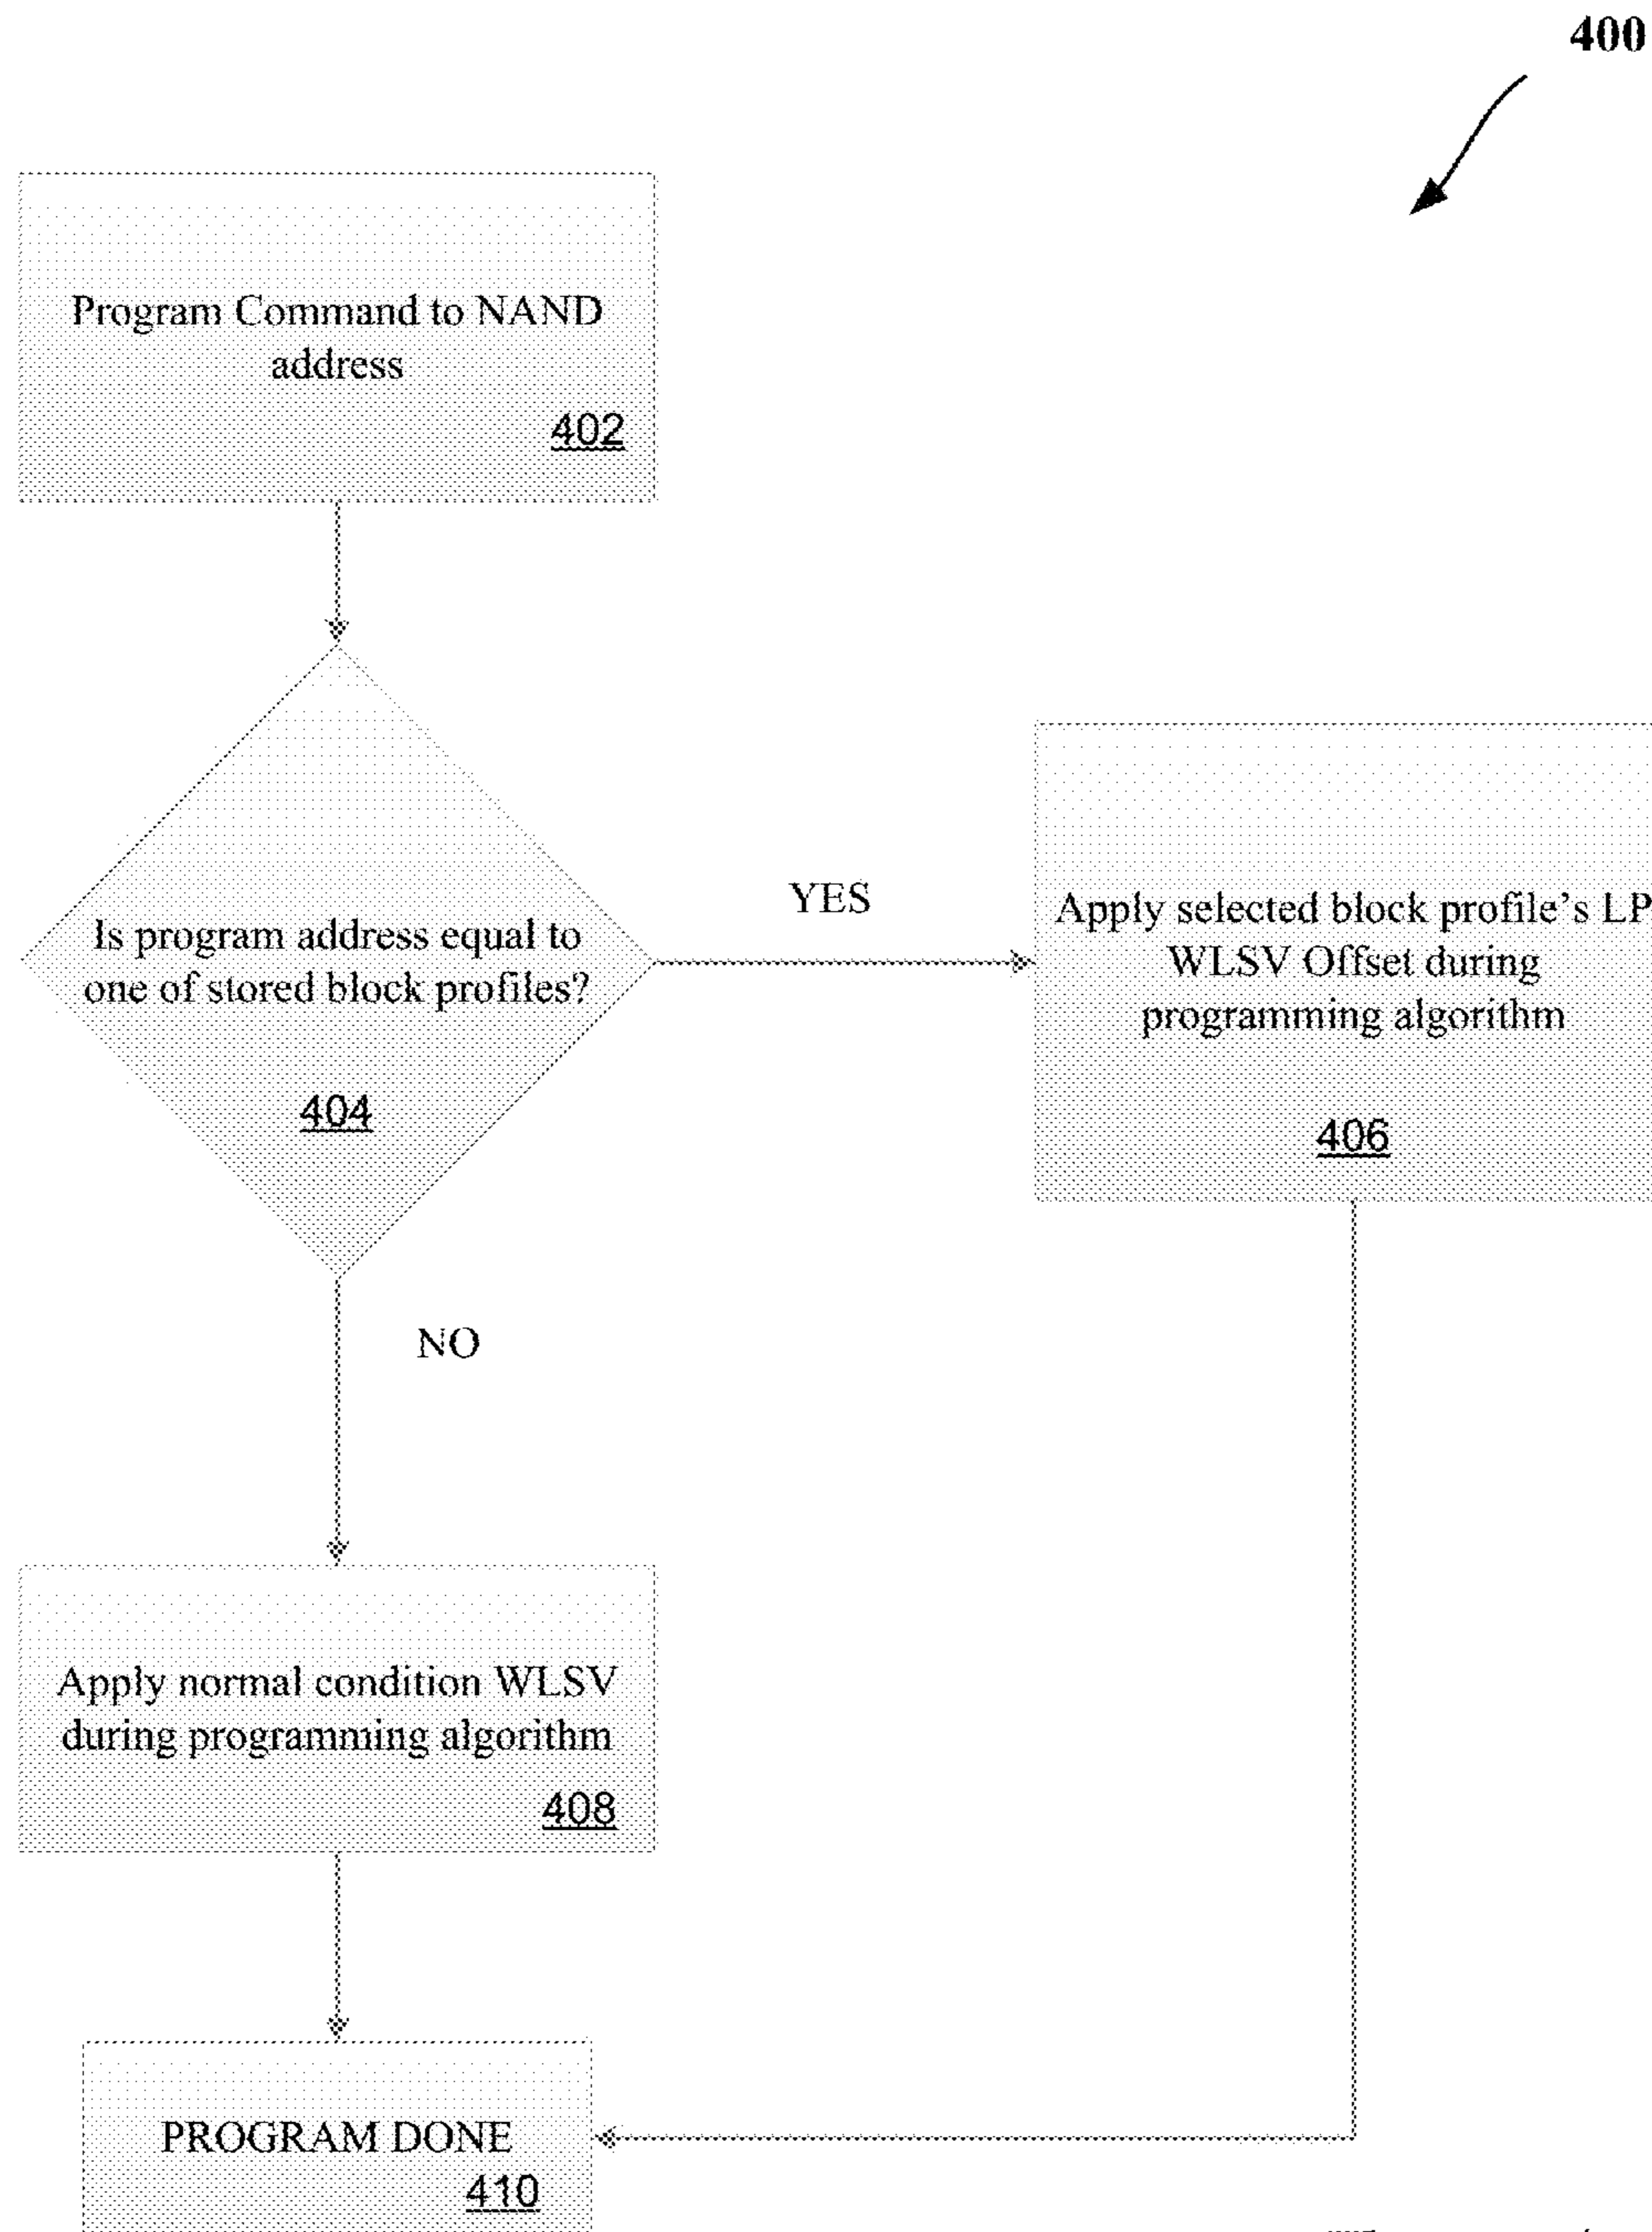 400
Program Command to NAND
address
402
Is program address equal to
one of stored block profiles?
404
YES
Apply selected block profile's LP
WLSV Offset during
programming algorithm
406
NO
Apply normal condition WLSV
during programming algorithm
408
PROGRAM DONE
410